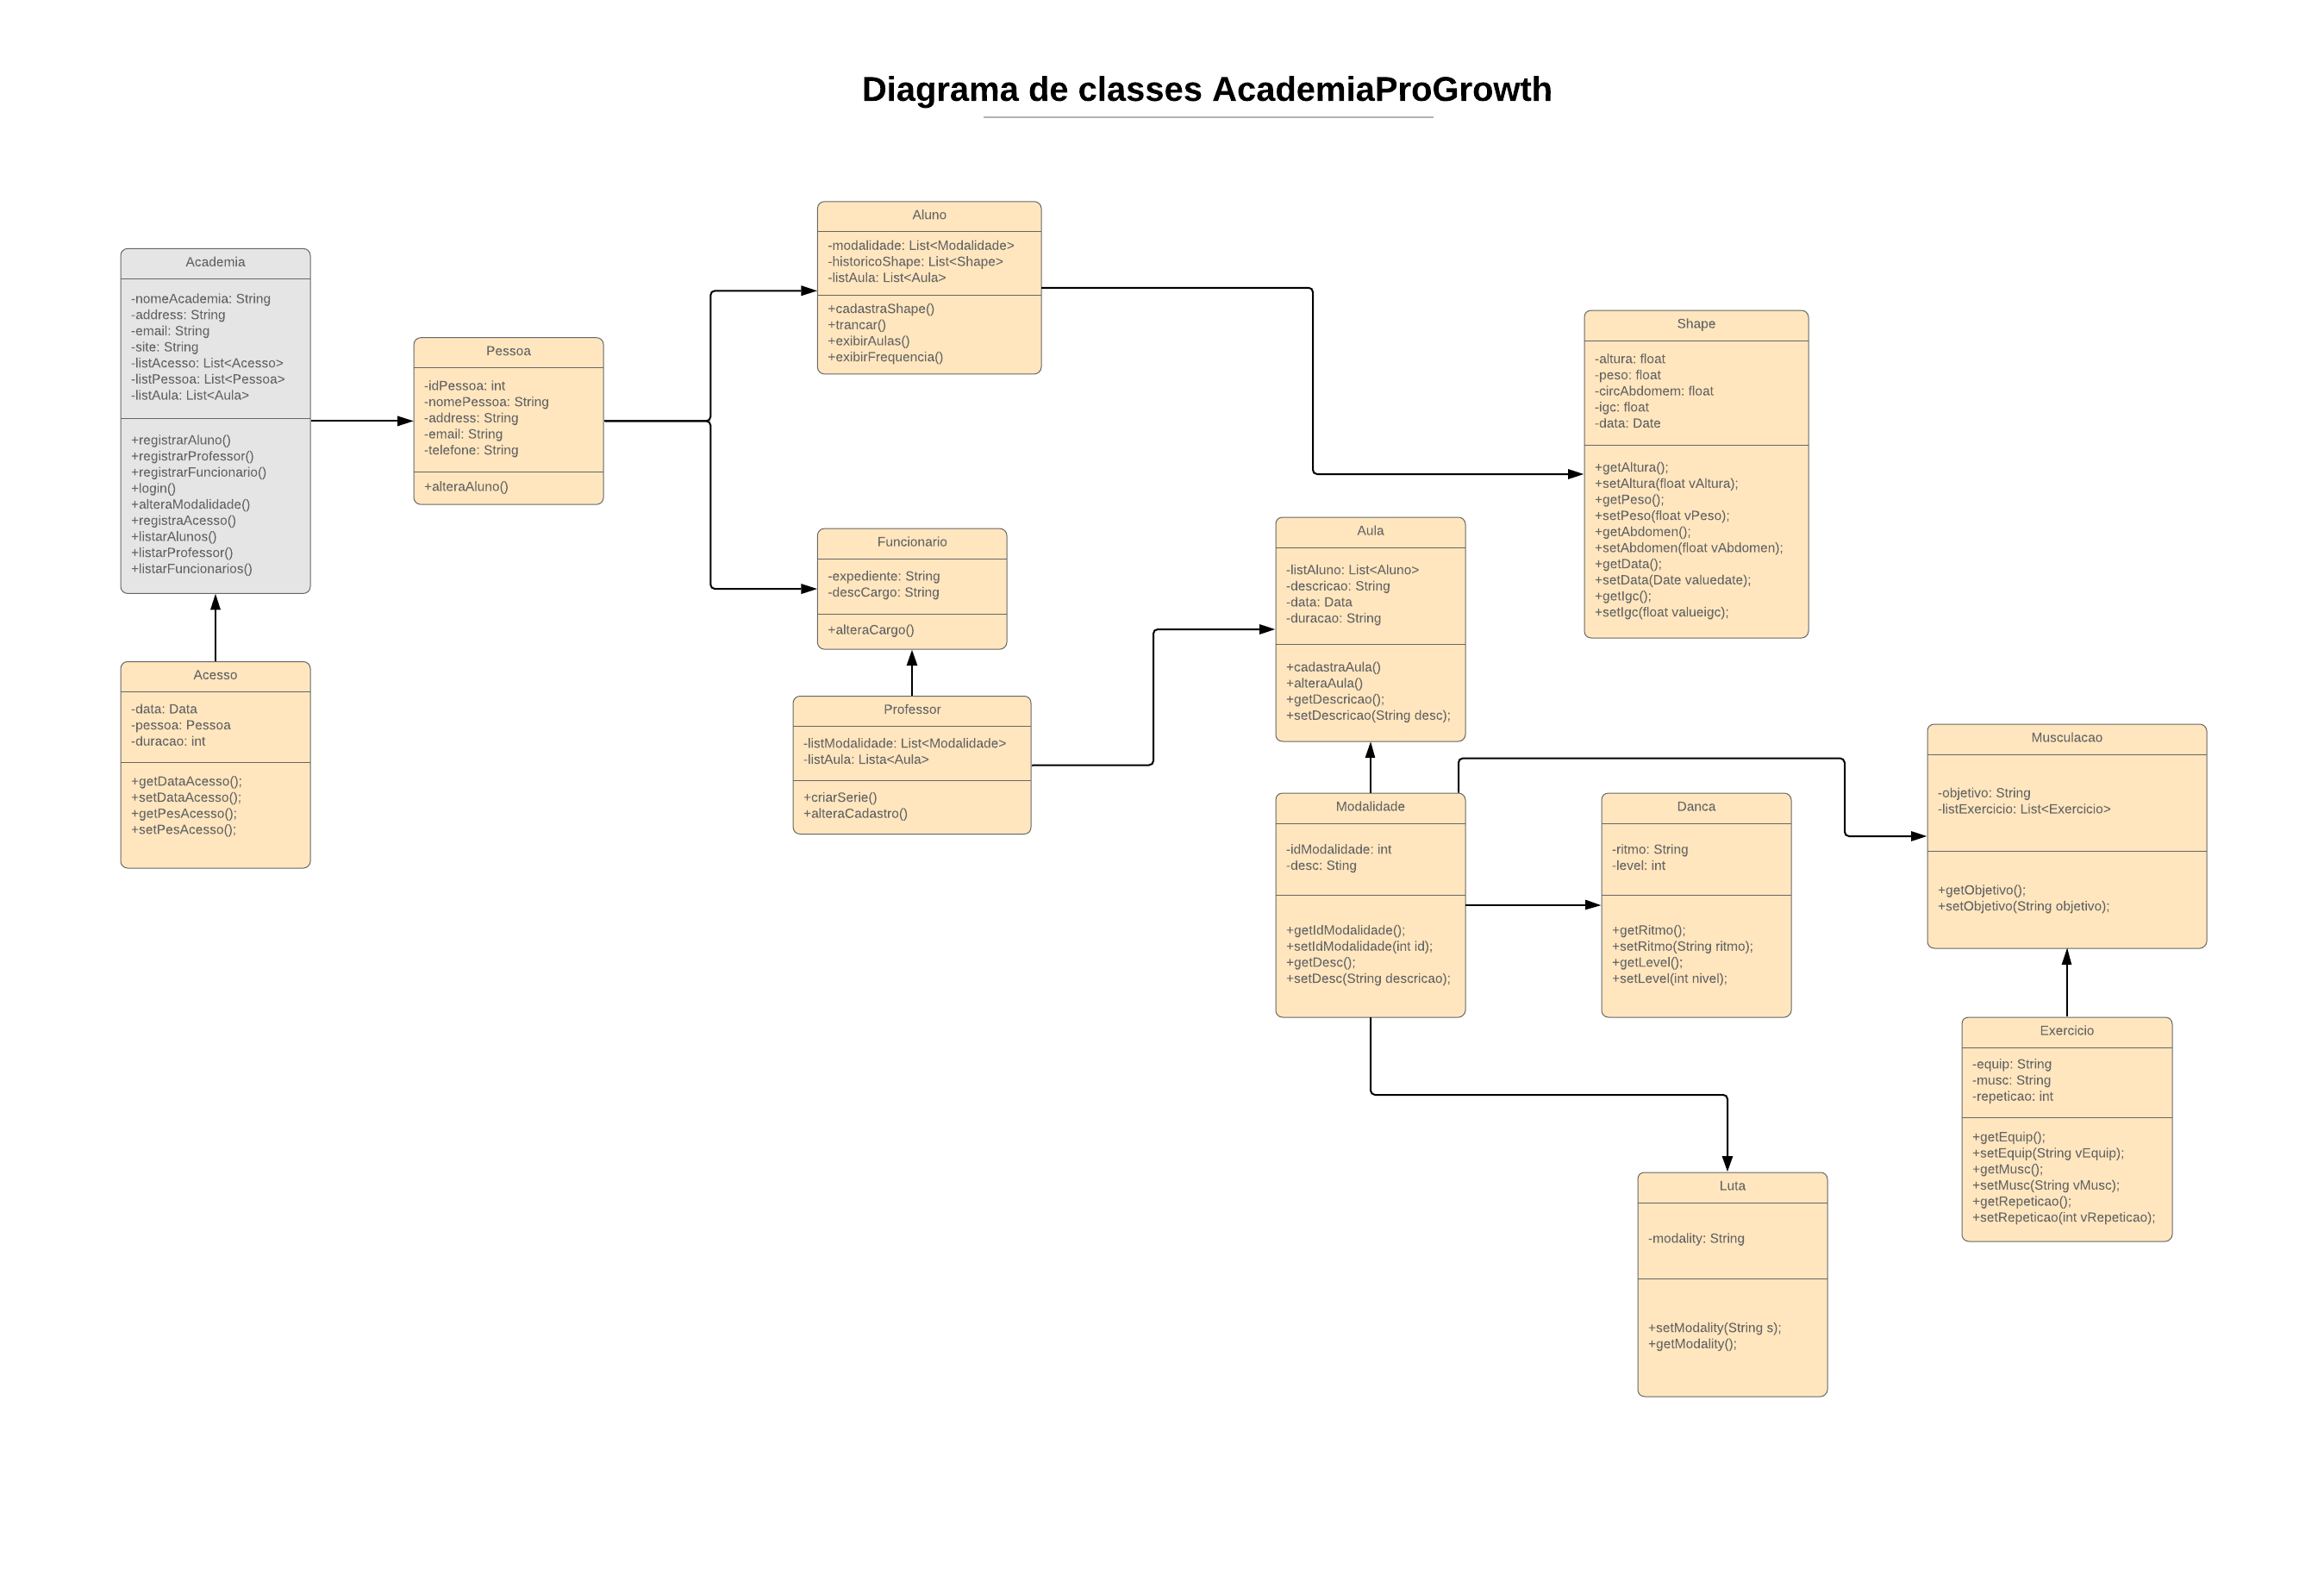 Diagrama de classes AcademiaProGrowth
Academia
-nomeAcademia: String
-address: String
-email: String
-site: String
-listAcesso: List<Acesso>
-listPessoa: List<Pessoa>
-listAula: List<Aula>
+registrarAluno()
+registrarProfessor()
+registrarFuncionario()
+login()
+alteraModalidade()
+registraAcesso()
+listarAlunos()
+listarProfessor()
+listarFuncionarios()
Acesso
-data: Data
-pessoa: Pessoa
-duracao: int
+getDataAcesso();
+setDataAcesso();
+getPesAcesso();
+setPesAcesso();
Pessoa
-idPessoa: int
-nomePessoa: String
-address: String
-email: String
-telefone: String
+alteraAluno()
Aluno
-modalidade: List<Modalidade>
-historicoShape: List<Shape>
-listAula: List<Aula>
+cadastraShape()
+trancar()
+exibirAulas()
+exibirFrequencia()
Funcionario
-expediente: String
-descCargo: String
+alteraCargo()
Professor
-listModalidade: List<Modalidade>
-listAula: Lista<Aula>
+criarSerie()
+alteraCadastro()
Aula
-listAluno: List<Aluno>
-descricao: String
-data: Data
-duracao: String
+cadastraAula()
+alteraAula()
+getDescricao();
+setDescricao(String desc);
Modalidade
-idModalidade: int
-desc: Sting
+getIdModalidade();
+setIdModalidade(int id);
+getDesc();
+setDesc(String descricao);
Shape
-altura: float
-peso: float
-circAbdomem: float
-igc: float
-data: Date
+getAltura();
+setAltura(float vAltura);
+getPeso();
+setPeso(float vPeso);
+getAbdomen();
+setAbdomen(float vAbdomen);
+getData();
+setData(Date valuedate);
+getIgc();
+setIgc(float valueigc);
Danca
-ritmo: String
-level: int
+getRitmo();
+setRitmo(String ritmo);
+getLevel();
+setLevel(int nivel);
Luta
-modality: String
+setModality(String s);
+getModality();
Musculacao
-objetivo: String
-listExercicio: List<Exercicio>
+getObjetivo();
+setObjetivo(String objetivo);
Exercicio
-equip: String
-musc: String
-repeticao: int
+getEquip();
+setEquip(String vEquip);
+getMusc();
+setMusc(String vMusc);
+getRepeticao();
+setRepeticao(int vRepeticao);